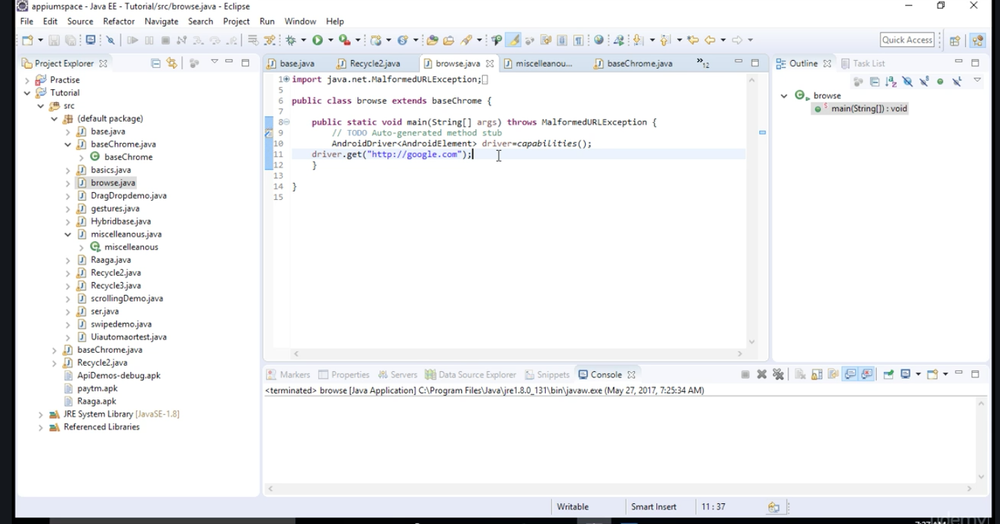 appiumspace - Java EE - Tutorial/src/browse.java - Eclipse
File Edit Source Refactor Navigate Search Project Run Window Help
Quick Access
Project Explorer
Practise
Tutorial
src
(default package)
base.java
baseChrome.java
baseChrome
basics.java
browse.java
DragDropdemo.java
gestures.java
Hybridbase.java
miscelleanous.java
miscelleanous
Raaga.java
Recycle2.java
Recycle3.java
scrollingDemo.java
ser.java
swipedemo.java
Uiautomaortest.java
baseChrome.java
Recycle2.java
ApiDemos-debug.apk
paytm.apk
Raaga.apk
JRE System Library [JavaSE-1.8]
Referenced Libraries
base.java Recycle2.java browse.java miscelleanou... baseChrome.java »12
1 import java.net.MalformedURLException;
5
6 public class browse extends baseChrome {
7
8 public static void main(String[] args) throws MalformedURLException {
9 // TODO Auto-generated method stub
10 AndroidDriver<AndroidElement> driver=capabilities();
11 driver.get("http://google.com");
12 }
13
14 }
15
Outline Task List
browse
main(String[]) : void
Markers Properties Servers Data Source Explorer Snippets Console
<terminated> browse [Java Application] C:\Program Files\Java\jre1.8.0_131\bin\javaw.exe (May 27, 2017, 7:25:34 AM)
Writable Smart Insert 11 : 37
7:27 AM
udemy